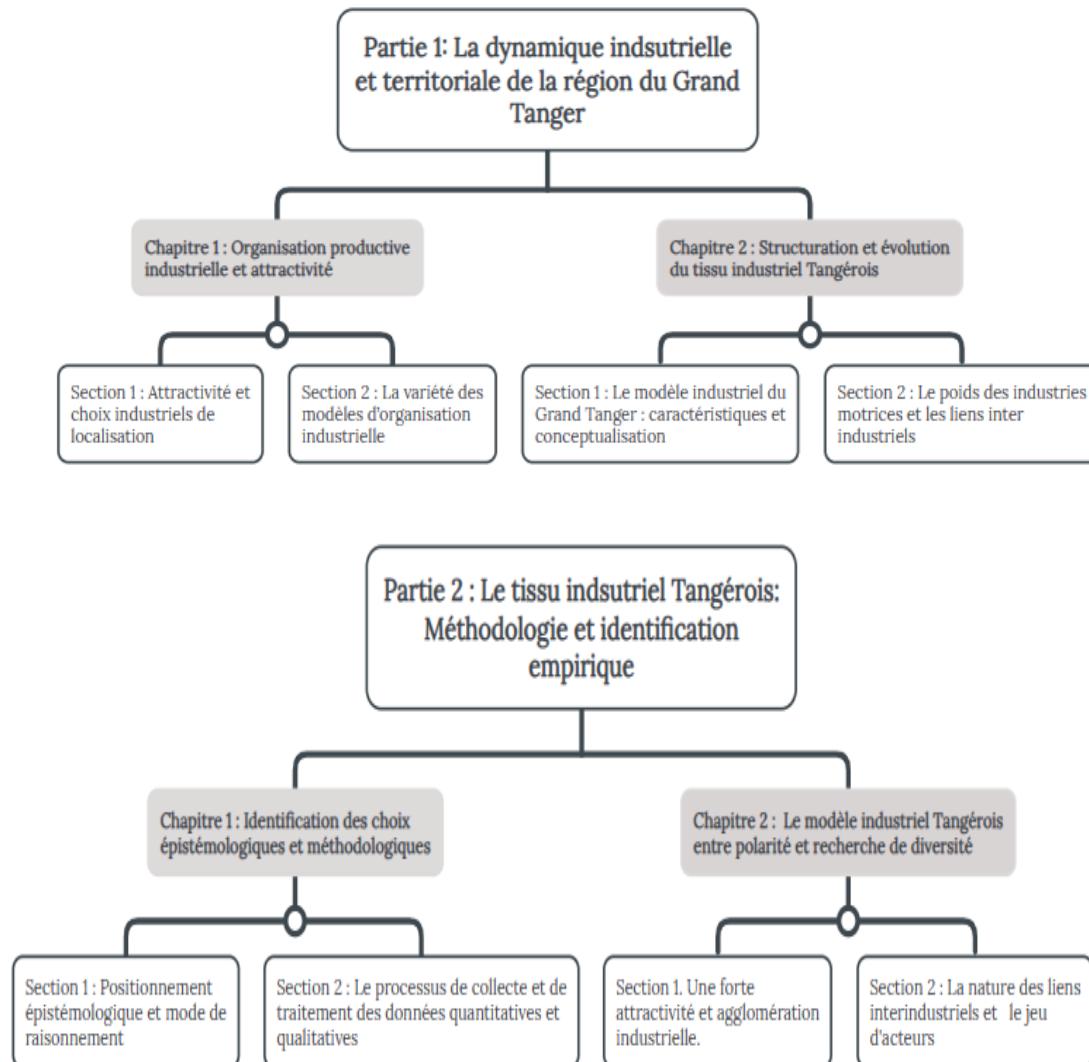 Partie 1: La dynamique indsutrielle
et territoriale de la région du Grand
Tanger
Chapitre 1 : Organisation productive
industrielle et attractivité
Chapitre 2 : Structuration et évolution
du tissu industriel Tangérois
Section 1 : Attractivité et
choix industriels de
localisation
Section 2 : La variété des
modèles d'organisation
industrielle
Section 1 : Le modèle industriel du
Grand Tanger : caractéristiques et
conceptualisation
Section 2 : Le poids des industries
motrices et les liens inter
industriels
Partie 2 : Le tissu indsutriel Tangérois:
Méthodologie et identification
empirique
Chapitre 1 : Identification des choix
épistémologiques et méthodologiques
Chapitre 2 : Le modèle industriel Tangérois
entre polarité et recherche de diversité
Section 1 : Positionnement
épistémologique et mode de
raisonnement
Section 2 : Le processus de collecte et de
traitement des données quantitatives et
qualitatives
Section 1. Une forte
attractivité et agglomération
industrielle.
Section 2 : La nature des liens
interindustriels et le jeu
d'acteurs